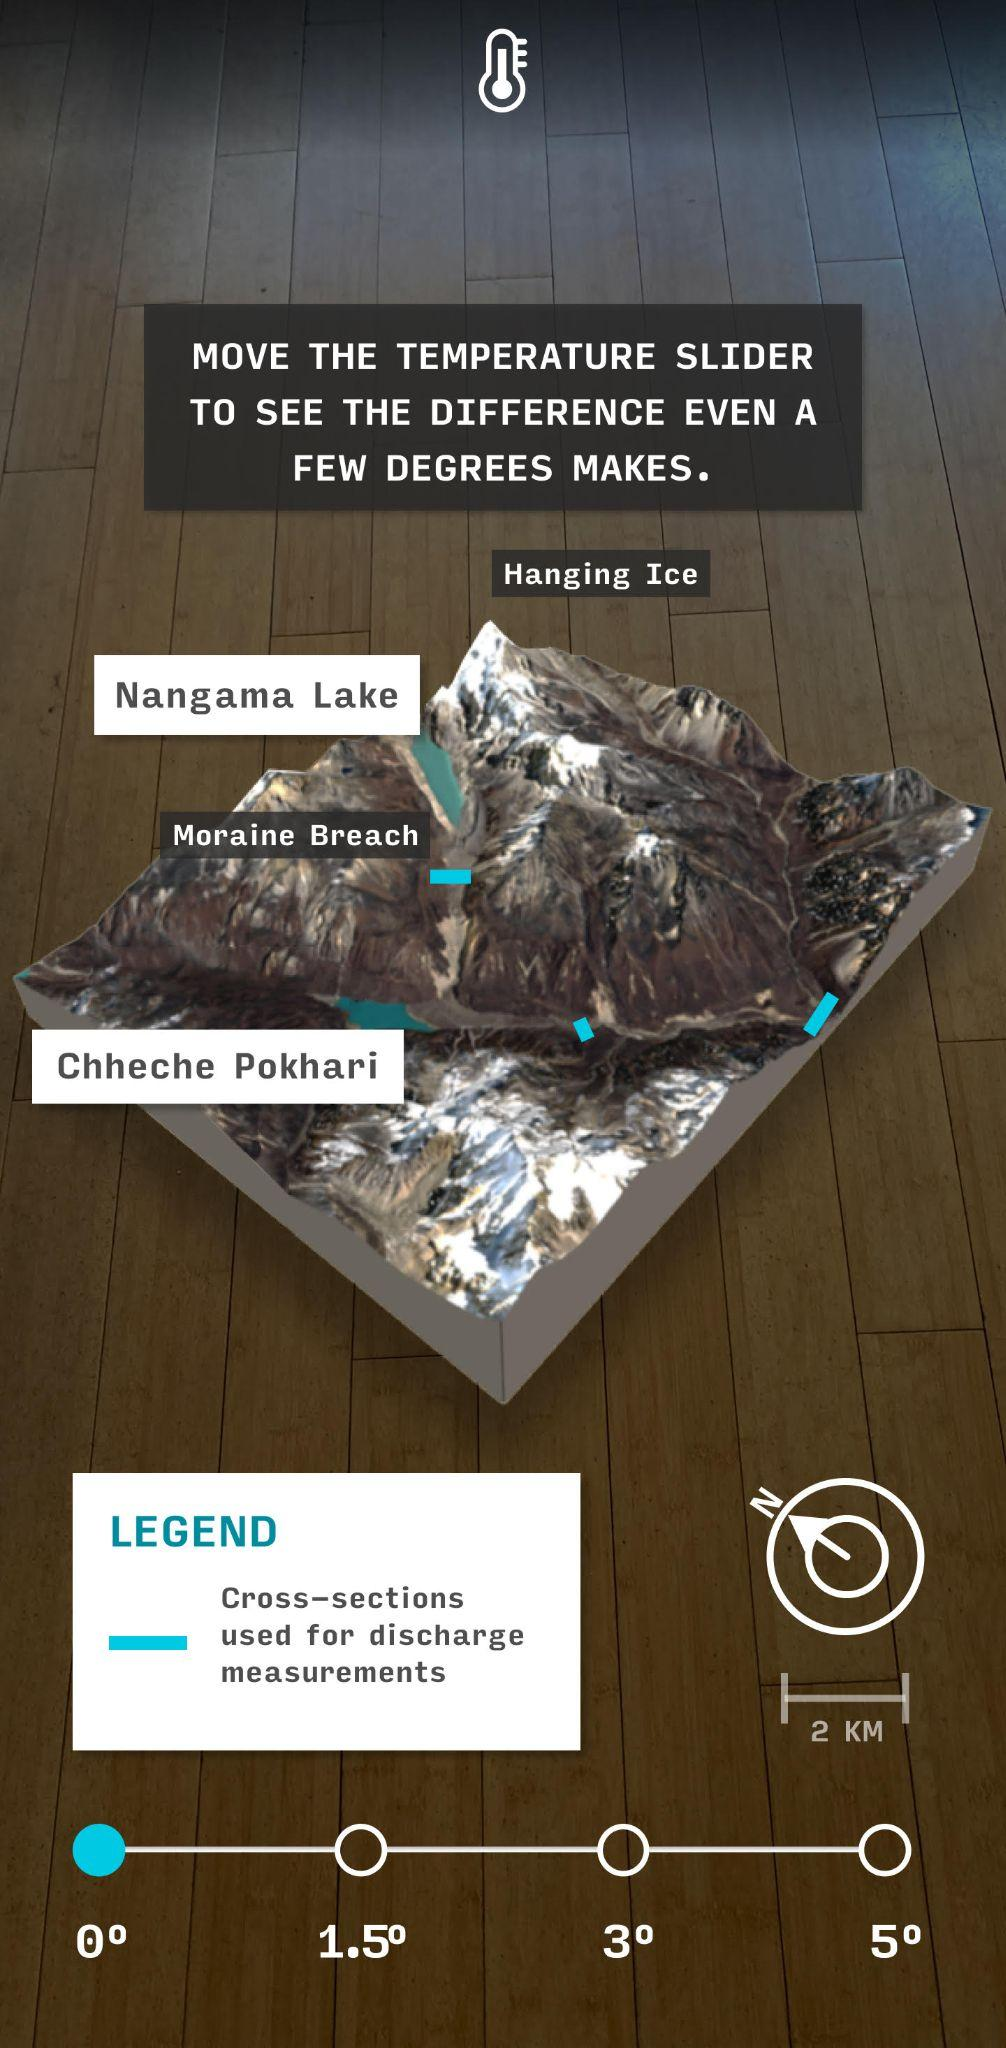 MOVE THE TEMPERATURE SLIDER
TO SEE THE DIFFERENCE EVEN A
FEW DEGREES MAKES.
Hanging Ice
Nangama Lake
Moraine Breach
Chheche Pokhari
LEGEND
Cross-sections
used for discharge
measurements
N
2 KM
0º
1.5º
3º
5º